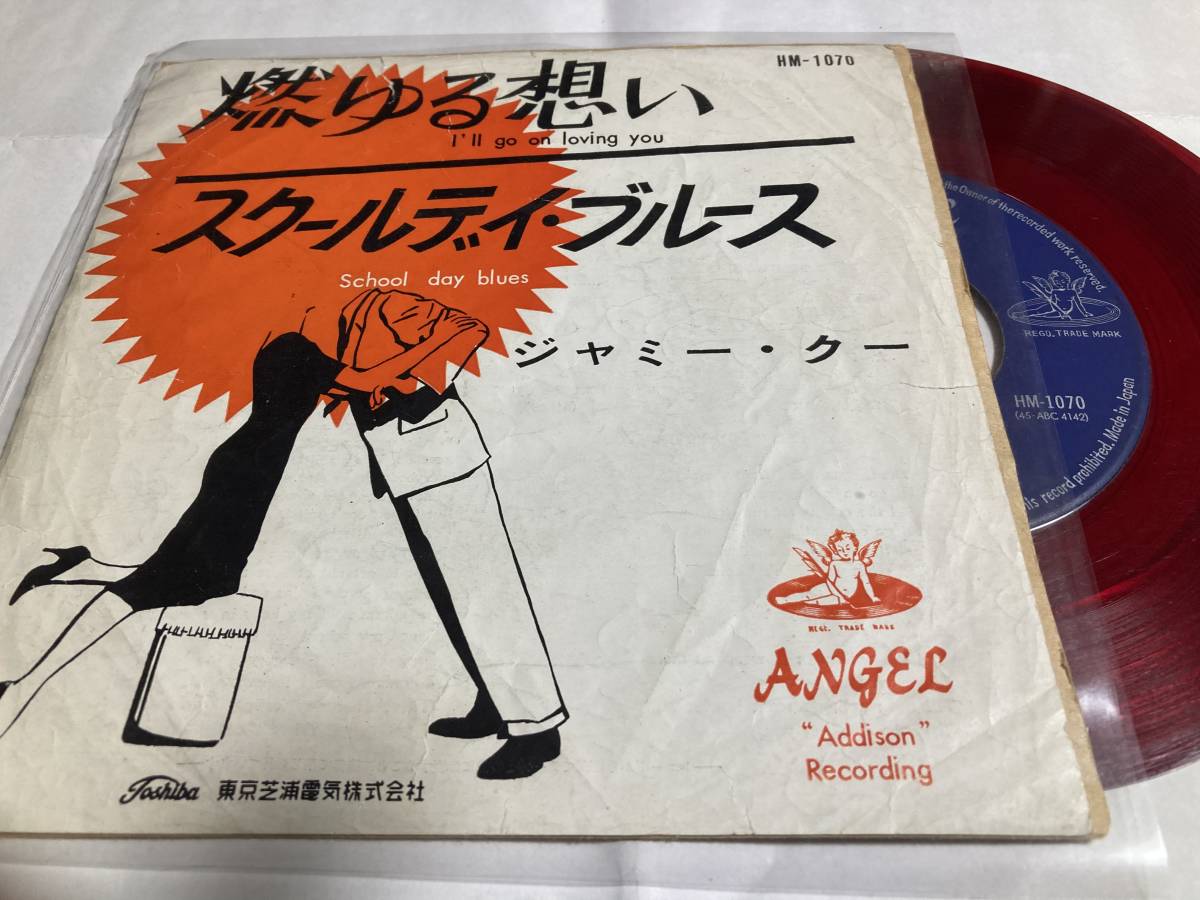 HM-1070
燃ゆる想い
I'll go on loving you
スクールデイ・ブルース
School day blues
ジャミー・クー
REGD. TRADE MARK
ANGEL
"Addison"
Recording
Toshiba 東京芝浦電気株式会社
the Owner of the recorded work reserved.
REGD. TRADE MARK
HM-1070
(45-ABC 4142)
his record prohibited. Made in Japan